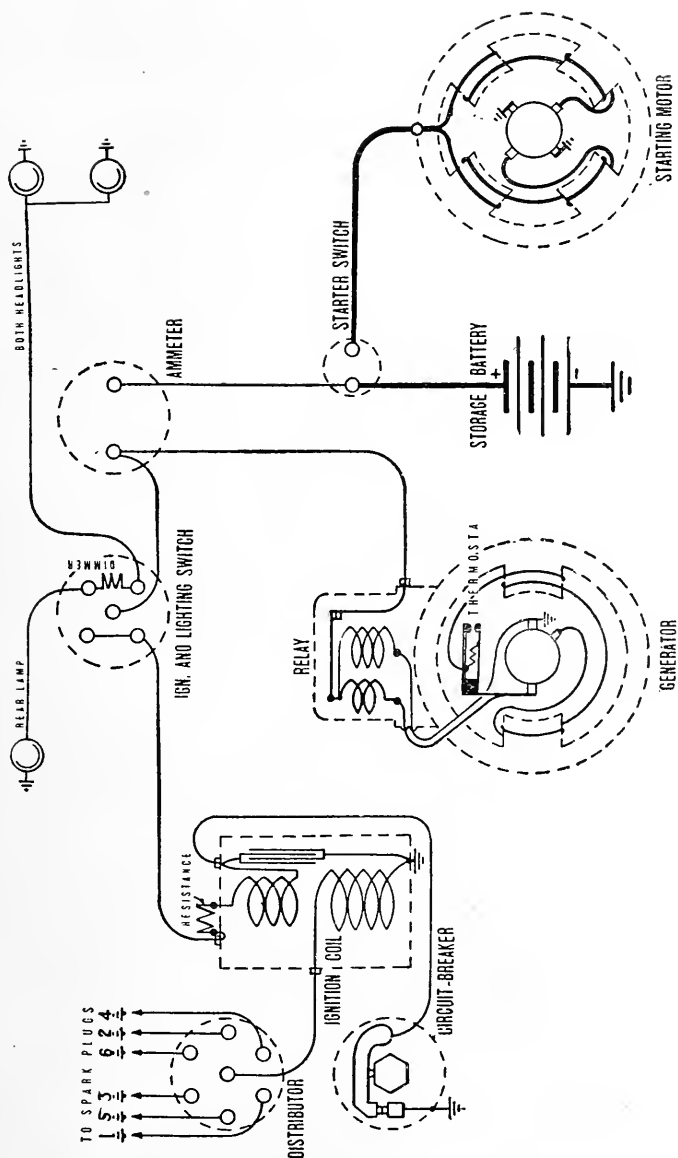 TO SPARK PLUGS
1 5 3 6 2 4
DISTRIBUTOR
RESISTANCE
IGNITION COIL
CIRCUIT-BREAKER
REAR LAMP
DIMMER
IGN. AND LIGHTING SWITCH
RELAY
THERMOSTA
GENERATOR
BOTH HEADLIGHTS
AMMETER
STARTER SWITCH
STORAGE BATTERY
+
-
STARTING MOTOR